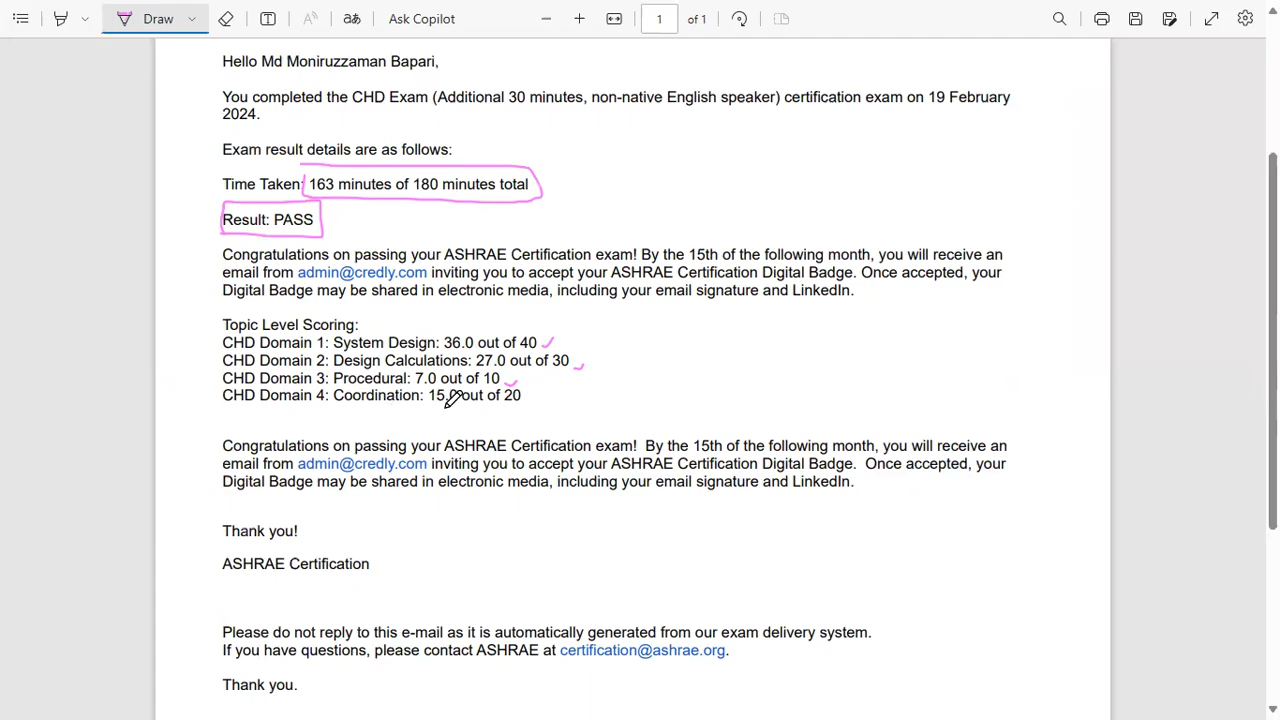 Draw
Ask Copilot
1 of 1
Hello Md Moniruzzaman Bapari,
You completed the CHD Exam (Additional 30 minutes, non-native English speaker) certification exam on 19 February
2024.
Exam result details are as follows:
Time Taken: 163 minutes of 180 minutes total
Result: PASS
Congratulations on passing your ASHRAE Certification exam! By the 15th of the following month, you will receive an
email from admin@credly.com inviting you to accept your ASHRAE Certification Digital Badge. Once accepted, your
Digital Badge may be shared in electronic media, including your email signature and LinkedIn.
Topic Level Scoring:
CHD Domain 1: System Design: 36.0 out of 40
CHD Domain 2: Design Calculations: 27.0 out of 30
CHD Domain 3: Procedural: 7.0 out of 10
CHD Domain 4: Coordination: 15.0 out of 20
Congratulations on passing your ASHRAE Certification exam!  By the 15th of the following month, you will receive an
email from admin@credly.com inviting you to accept your ASHRAE Certification Digital Badge.  Once accepted, your
Digital Badge may be shared in electronic media, including your email signature and LinkedIn.
Thank you!
ASHRAE Certification
Please do not reply to this e-mail as it is automatically generated from our exam delivery system.
If you have questions, please contact ASHRAE at certification@ashrae.org.
Thank you.